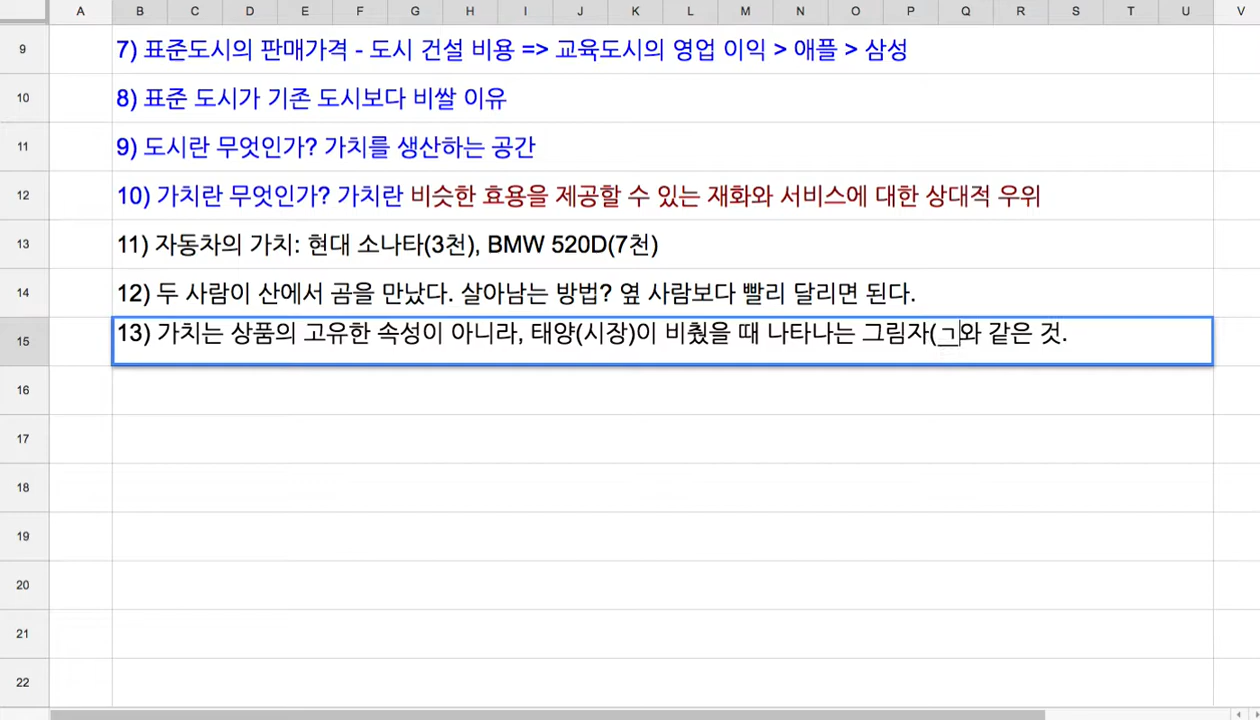 A B C D E F G H I J K L M N O P Q R S T U V
9 7) 표준도시의 판매가격 - 도시 건설 비용 => 교육도시의 영업 이익 > 애플 > 삼성
10 8) 표준 도시가 기존 도시보다 비쌀 이유
11 9) 도시란 무엇인가? 가치를 생산하는 공간
12 10) 가치란 무엇인가? 가치란 비슷한 효용을 제공할 수 있는 재화와 서비스에 대한 상대적 우위
13 11) 자동차의 가치: 현대 소나타(3천), BMW 520D(7천)
14 12) 두 사람이 산에서 곰을 만났다. 살아남는 방법? 옆 사람보다 빨리 달리면 된다.
15 13) 가치는 상품의 고유한 속성이 아니라, 태양(시장)이 비췄을 때 나타나는 그림자(ㄱ와 같은 것.
16
17
18
19
20
21
22